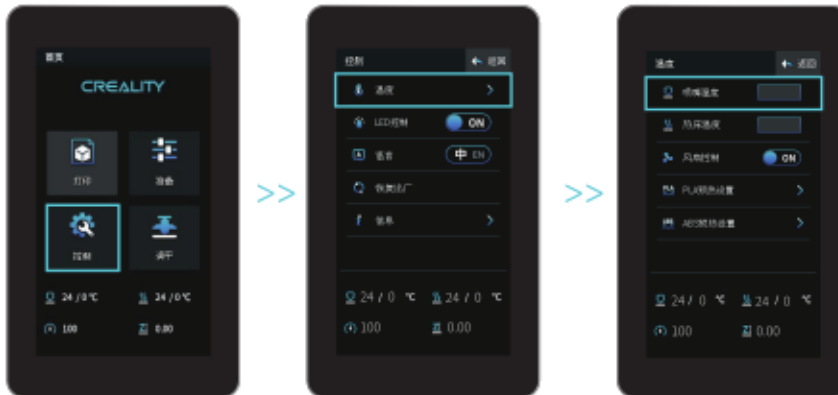 首页
CREALITY
打印
准备
控制
调平
24 / 0 ℃
24 / 0 ℃
100
0.00
>>
控制
返回
温度
LED控制
ON
语言
中 EN
恢复出厂
信息
24 / 0 ℃
24 / 0 ℃
100
0.00
>>
温度
返回
喷嘴温度
热床温度
风扇控制
ON
PLA预热设置
ABS预热设置
24 / 0 ℃
24 / 0 ℃
100
0.00